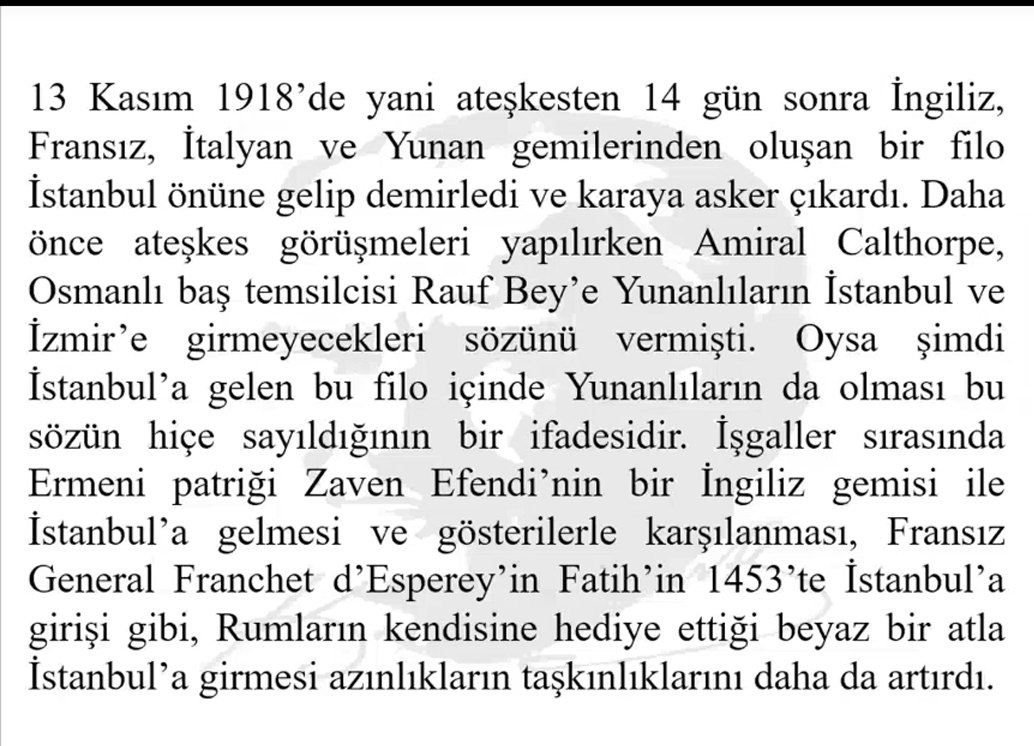 13 Kasım 1918’de yani ateşkesten 14 gün sonra İngiliz,
Fransız, İtalyan ve Yunan gemilerinden oluşan bir filo
İstanbul önüne gelip demirledi ve karaya asker çıkardı. Daha
önce ateşkes görüşmeleri yapılırken Amiral Calthorpe,
Osmanlı baş temsilcisi Rauf Bey’e Yunanlıların İstanbul ve
İzmir’e girmeyecekleri sözünü vermişti. Oysa şimdi
İstanbul’a gelen bu filo içinde Yunanlıların da olması bu
sözün hiçe sayıldığının bir ifadesidir. İşgaller sırasında
Ermeni patriği Zaven Efendi’nin bir İngiliz gemisi ile
İstanbul’a gelmesi ve gösterilerle karşılanması, Fransız
General Franchet d’Esperey’in Fatih’in 1453’te İstanbul’a
girişi gibi, Rumların kendisine hediye ettiği beyaz bir atla
İstanbul’a girmesi azınlıkların taşkınlıklarını daha da artırdı.